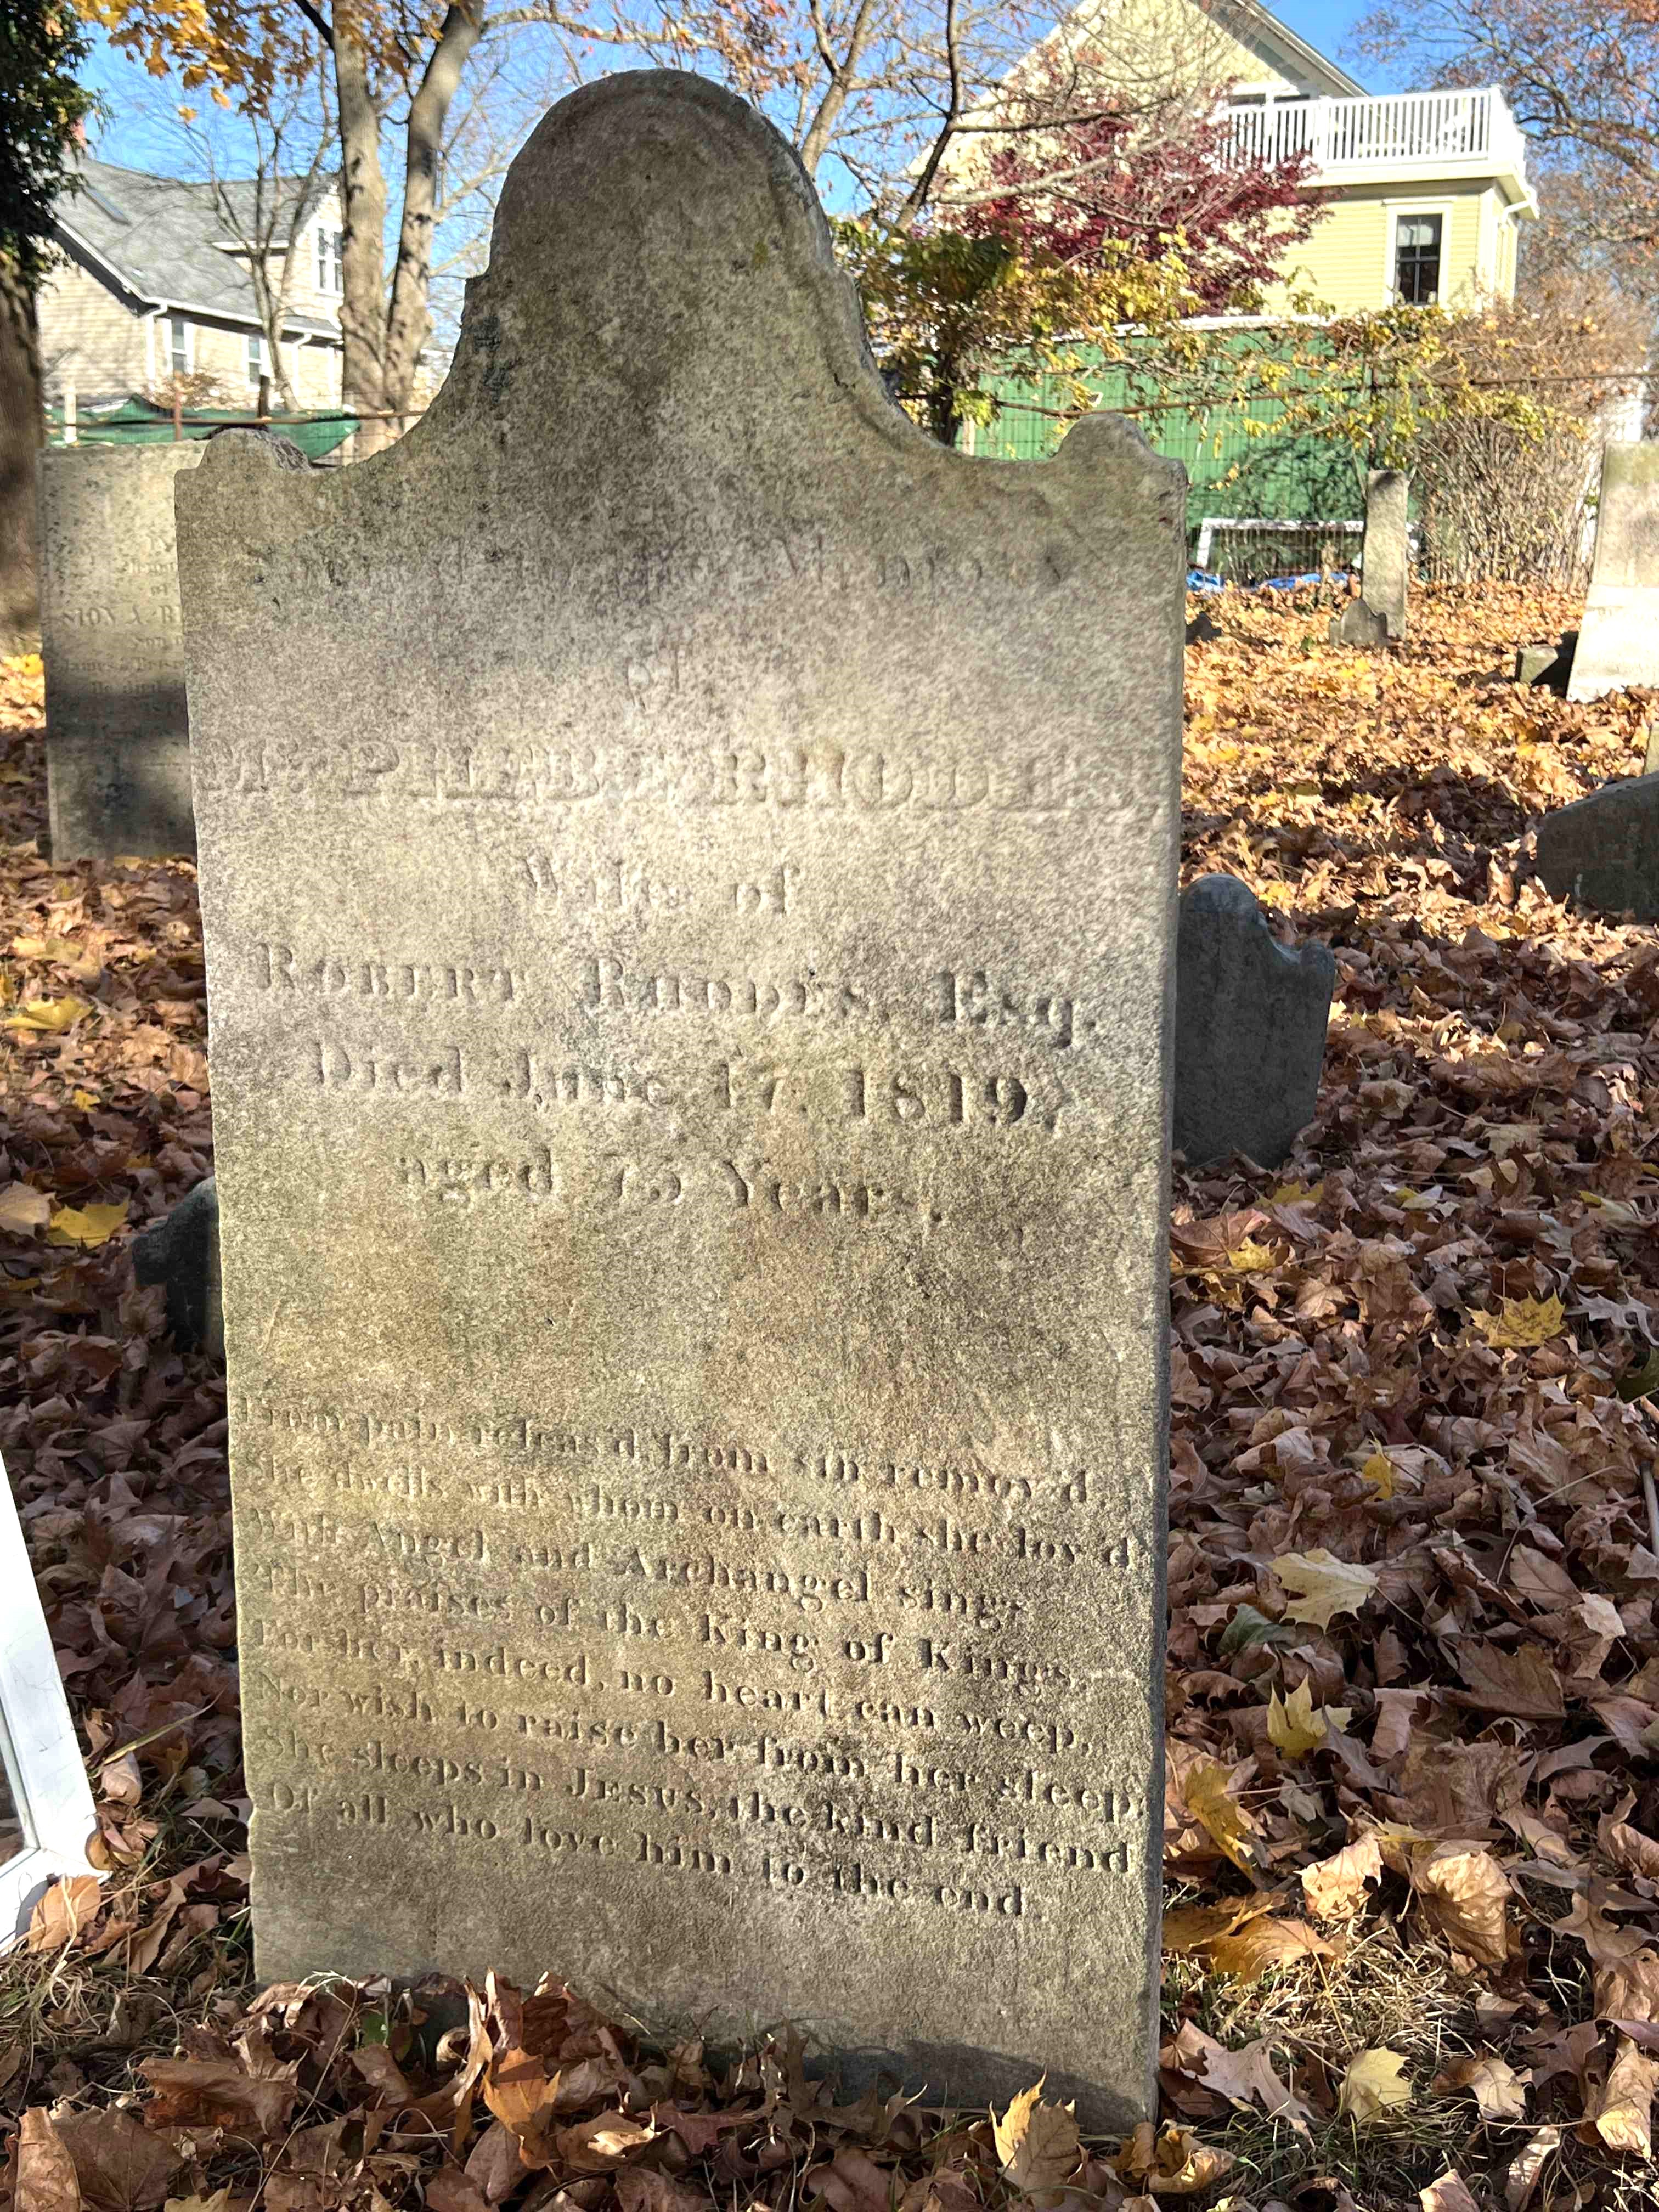 Memory
of
Mrs. PHEBE RHODES,
Wife of
ROBERT RHODES, Esq.
Died June 17, 1819,
aged 75 Years.
From pain releas'd, from sin remov'd,
She dwells with whom on earth she lov'd
With Angel and Archangel sings
The praises of the King of Kings,
For her, indeed, no heart can weep,
Nor wish to raise her from her sleep,
She sleeps in JESUS, the kind friend
Of all who love him to the end.